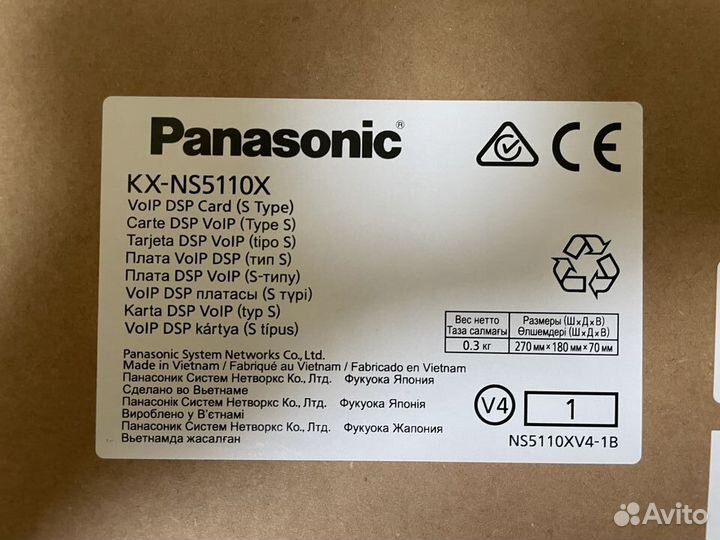 Panasonic®
KX-NS5110X
VoIP DSP Card (S Type)
Carte DSP VoIP (Type S)
Tarjeta DSP VoIP (tipo S)
Плата VoIP DSP (тип S)
Плата DSP VoIP (S-типу)
VoIP DSP платасы (S түрі)
Karta DSP VoIP (typ S)
VoIP DSP kártya (S típus)
CE
Вес нетто
Таза салмағы
Размеры (Ш×Д×В)
Өлшемдері (Ш×Д×В)
0.3 кг
270 мм × 180 мм × 70 мм
Panasonic System Networks Co., Ltd.
Made in Vietnam / Fabriqué au Vietnam / Fabricado en Vietnam
Панасоник Систем Нетворкс Ко., Лтд. Фукуока Япония
Сделано во Вьетнаме
Панасонік Систем Нетворкс Ко., Лтд. Фукуока Японія
Вироблено у В'єтнамі
Панасоник Систем Нетворкс Ко., Лтд. Фукуока Жапония
Вьетнамда жасалған
V4
1
NS5110XV4-1B
Avito